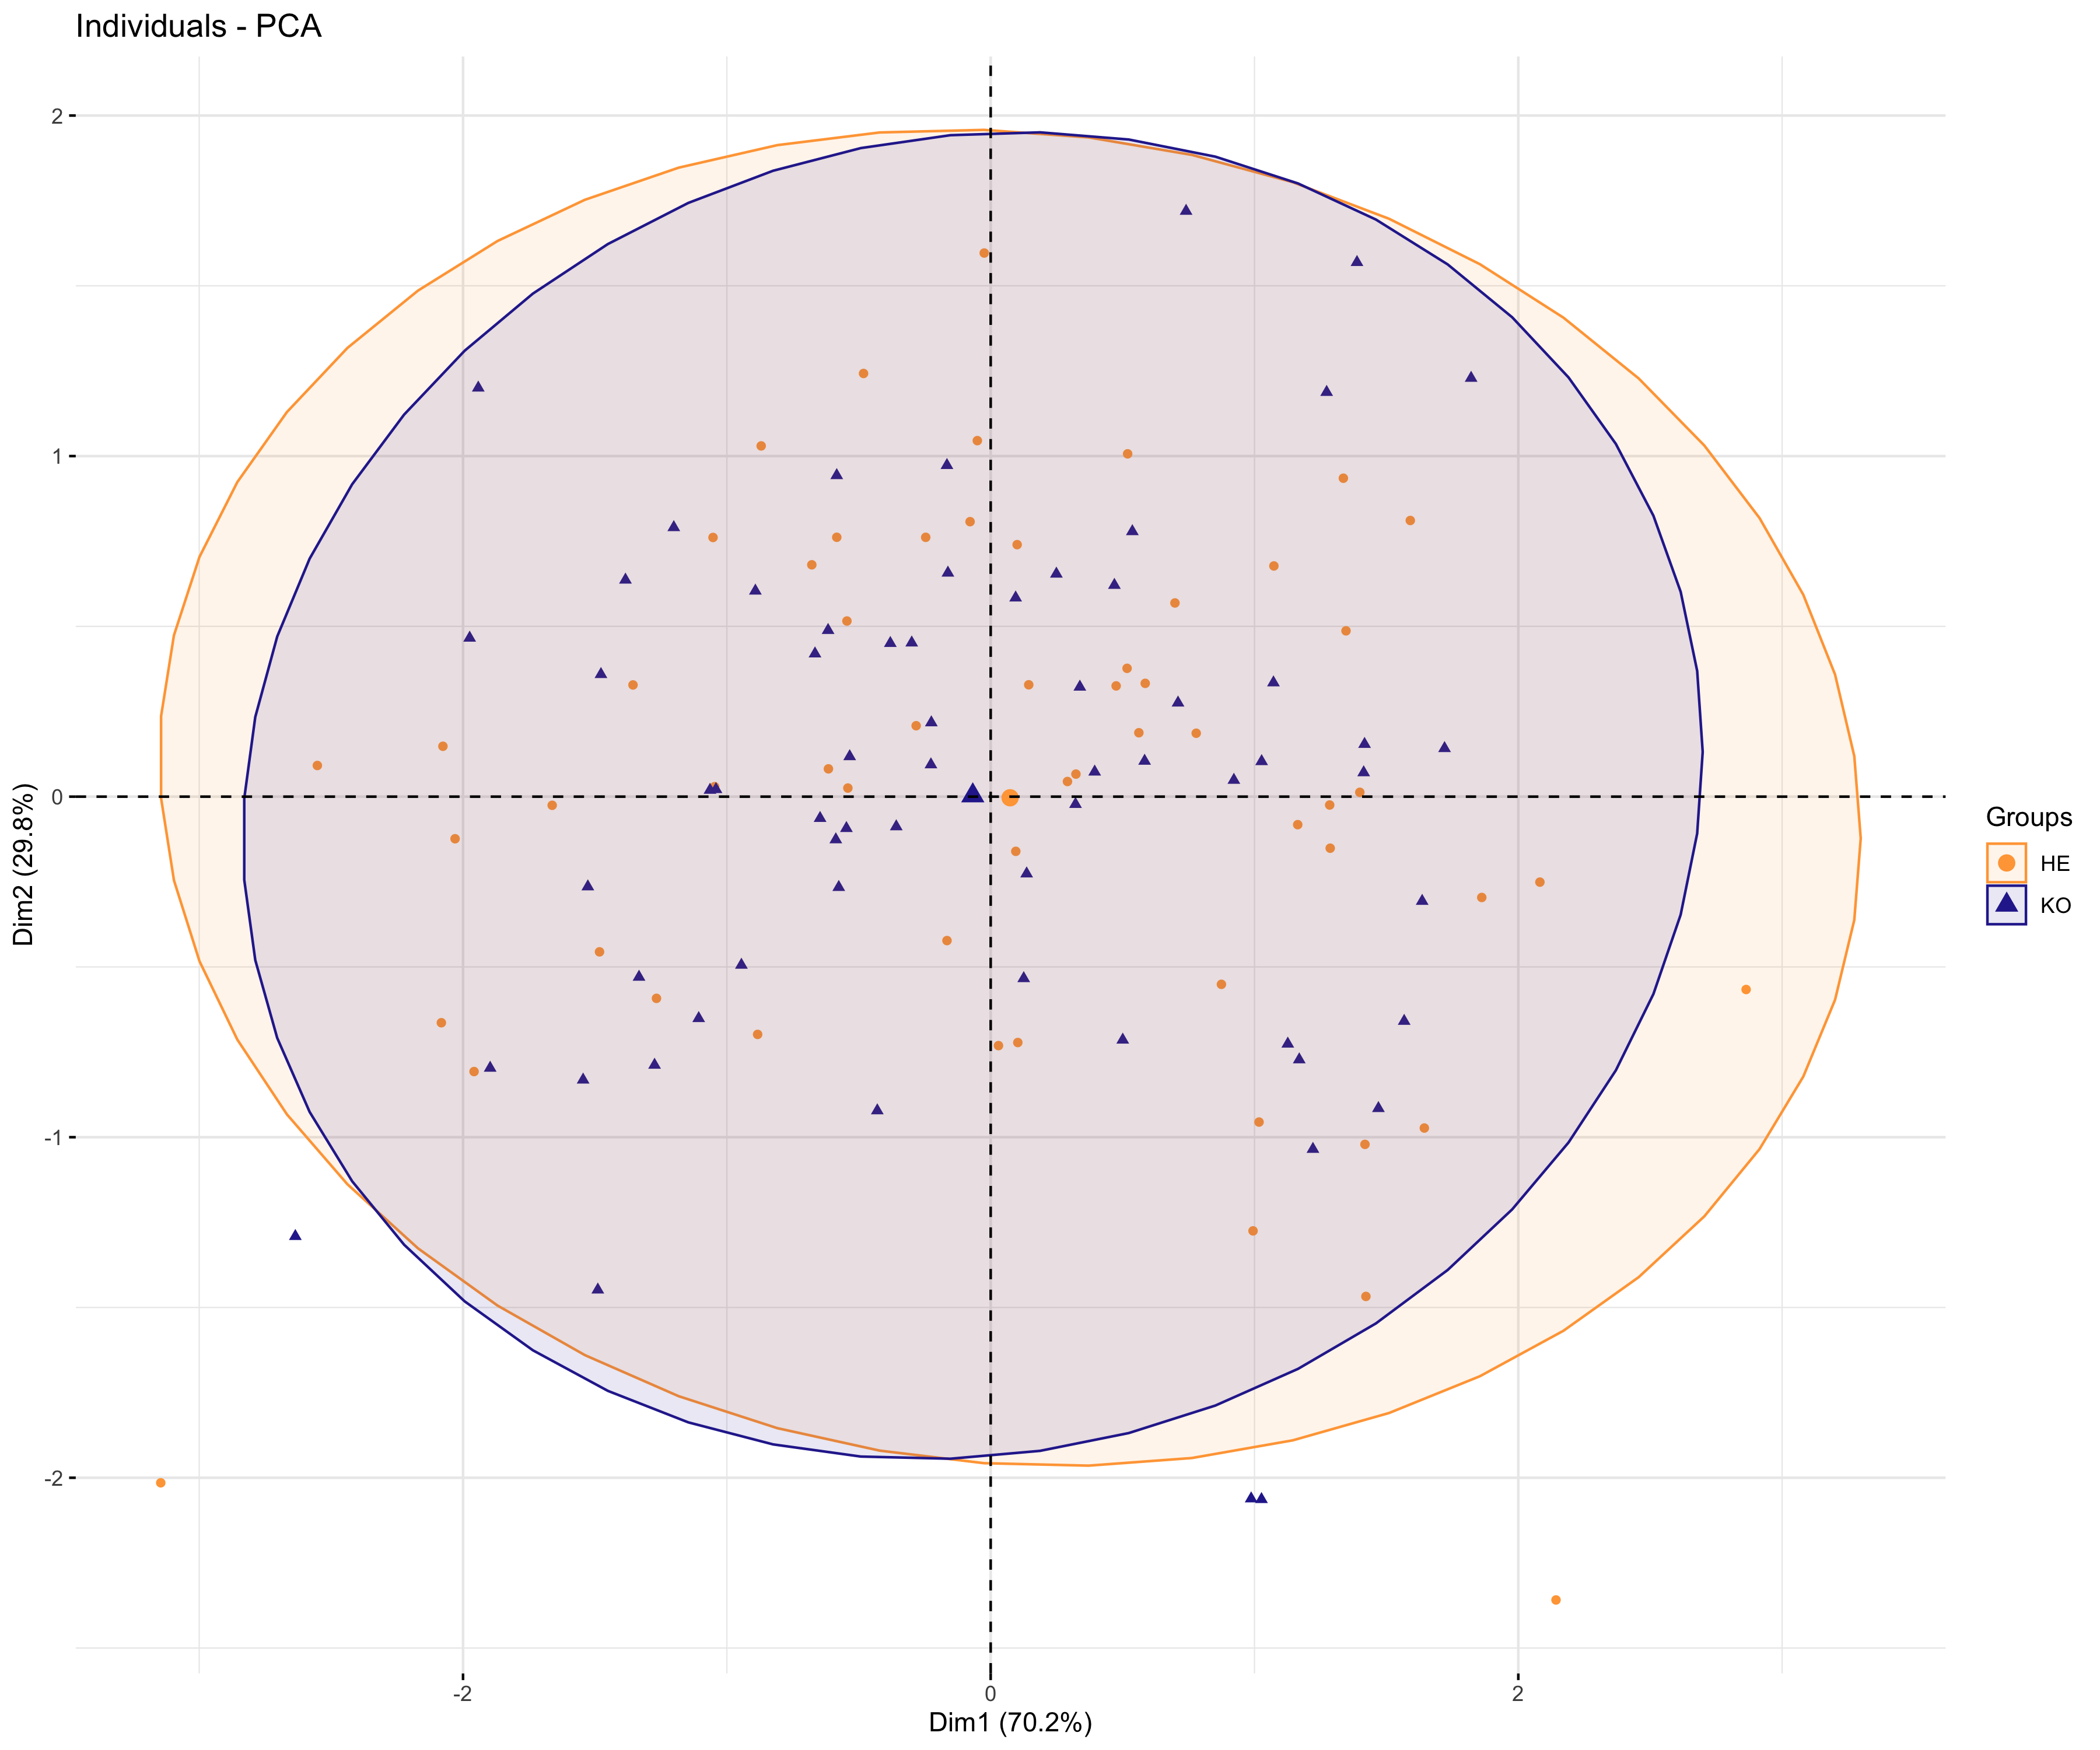 Individuals - PCA
2
1
0
-1
-2
Dim2 (29.8%)
-2
0
2
Dim1 (70.2%)
Groups
HE
KO